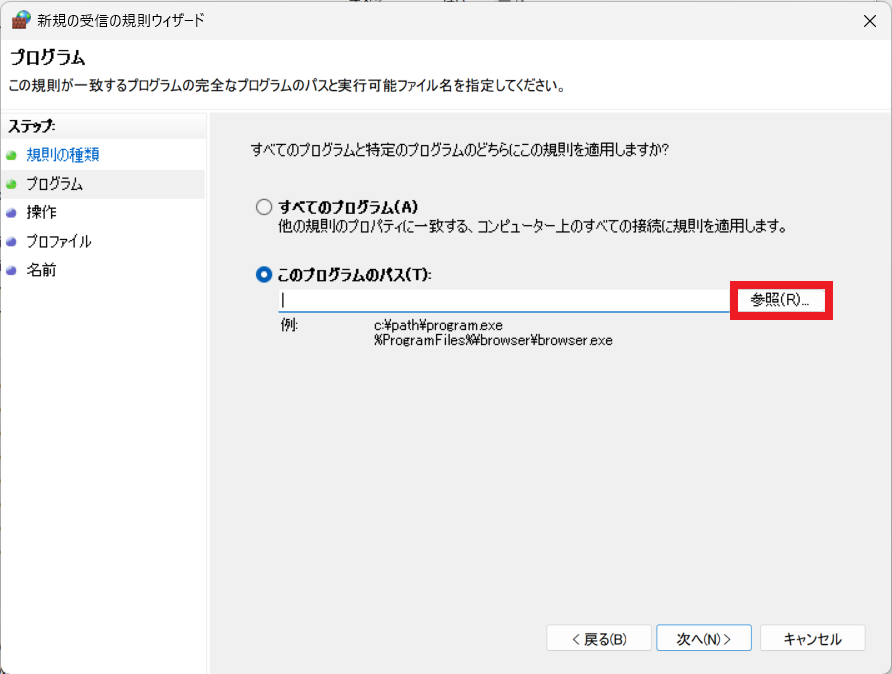 新規の受信の規則ウィザード
プログラム
この規則が一致するプログラムの完全なプログラムのパスと実行可能ファイル名を指定してください。
ステップ:
規則の種類
プログラム
操作
プロファイル
名前
すべてのプログラムと特定のプログラムのどちらにこの規則を適用しますか?
すべてのプログラム(A)
他の規則のプロパティに一致する、コンピューター上のすべての接続に規則を適用します。
このプログラムのパス(T):
参照(R)...
例: c:¥path¥program.exe
%ProgramFiles%¥browser¥browser.exe
< 戻る(B) 次へ(N) > キャンセル